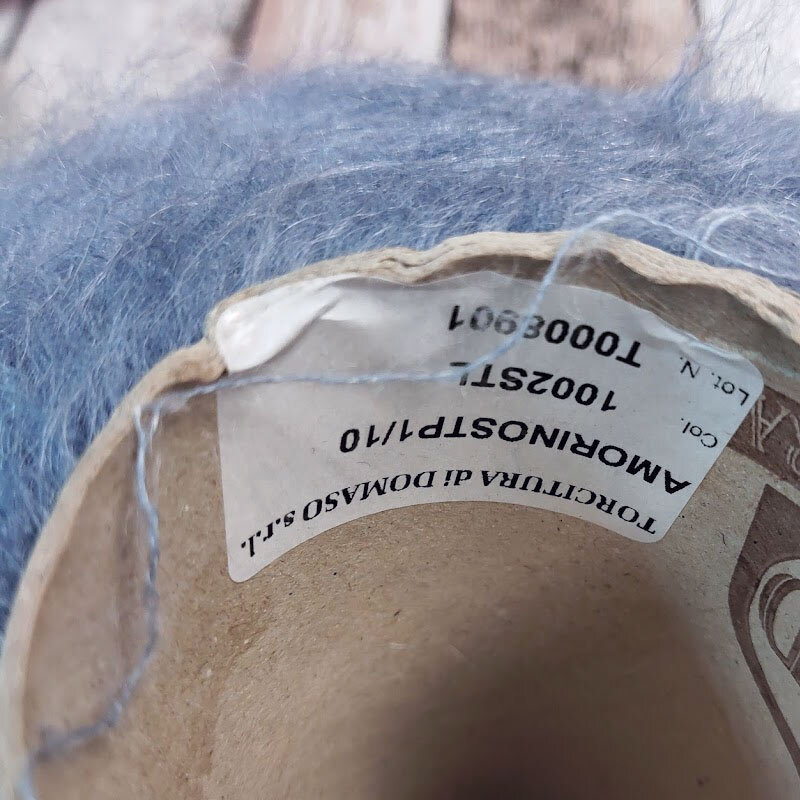 TORCITURA di DOMASO s.r.l.
AMORINOSTP1/10
Col. 1002STL
Lot. N. T0008901